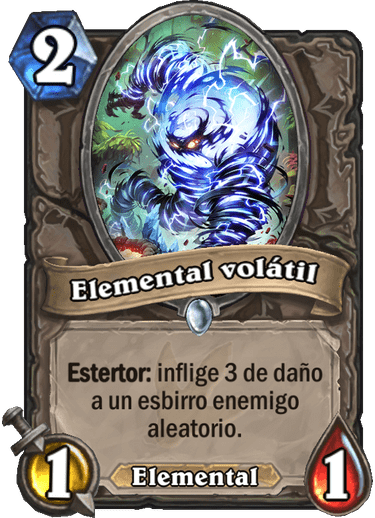 2
Elemental volátil
Estertor: inflige 3 de daño
a un esbirro enemigo
aleatorio.
1
Elemental
1